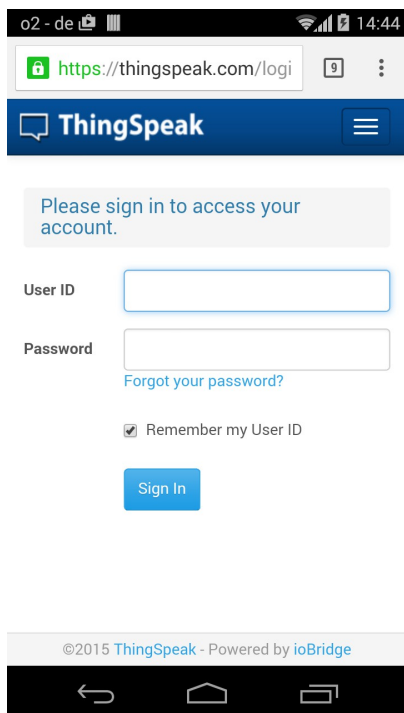 o2 - de 14:44
https://thingspeak.com/logi 9
ThingSpeak
Please sign in to access your
account.
User ID
Password
Forgot your password?
Remember my User ID
Sign In
©2015 ThingSpeak - Powered by ioBridge